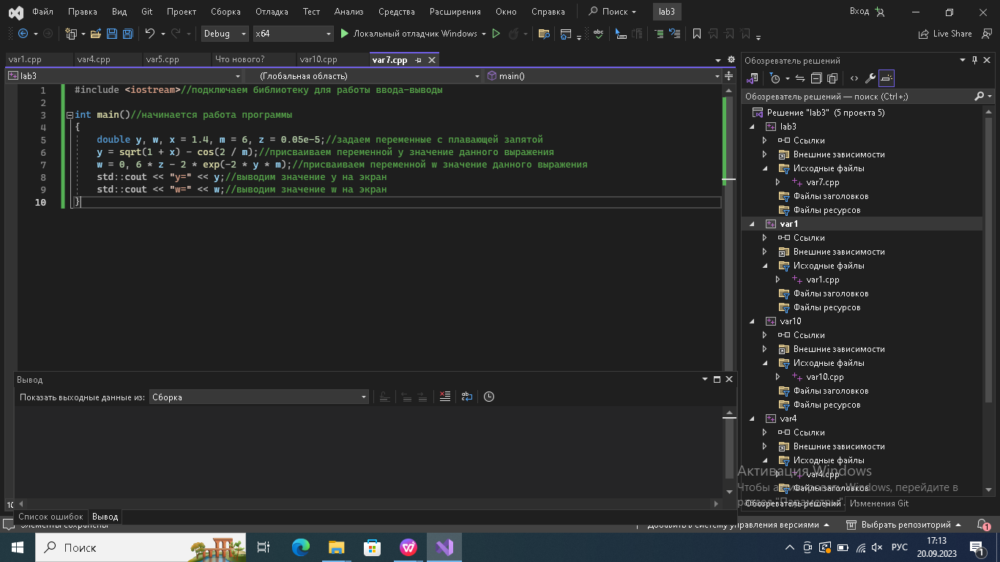 Файл Правка Вид Git Проект Сборка Отладка Тест Анализ Средства Расширения Окно Справка Поиск lab3 Вход
Debug x64 Локальный отладчик Windows Live Share
var1.cpp var4.cpp var5.cpp Что нового? var10.cpp var7.cpp
lab3 (Глобальная область) main()
1 #include <iostream>//подключаем библиотеку для работы ввода-выводы
2
3 int main()//начинается работа программы
4 {
5 double y, w, x = 1.4, m = 6, z = 0.05e-5;//задаем переменные с плавающей запятой
6 y = sqrt(1 + x) - cos(2 / m);//присваиваем переменной y значение данного выражения
7 w = 0, 6 * z - 2 * exp(-2 * y * m);//присваиваем переменной w значение данного выражения
8 std::cout << "y=" << y;//выводим значение y на экран
9 std::cout << "w=" << w;//выводим значение w на экран
10 }
Вывод
Показать выходные данные из: Сборка
Список ошибок Вывод
Элементы сохранены
Обозреватель решений
Обозреватель решений — поиск (Ctrl+;)
Решение "lab3" (5 проекта 5)
lab3
Ссылки
Внешние зависимости
Исходные файлы
var7.cpp
Файлы заголовков
Файлы ресурсов
var1
Ссылки
Внешние зависимости
Исходные файлы
var1.cpp
Файлы заголовков
Файлы ресурсов
var10
Ссылки
Внешние зависимости
Исходные файлы
var10.cpp
Файлы заголовков
Файлы ресурсов
var4
Ссылки
Внешние зависимости
Исходные файлы
var4.cpp
Файлы заголовков
Активация Windows
Чтобы активировать Windows, перейдите в
раздел "Параметры".
Обозреватель решений Изменения Git
Добавить в систему управления версиями Выбрать репозиторий 1
Поиск
РУС 17:13
20.09.2023 1